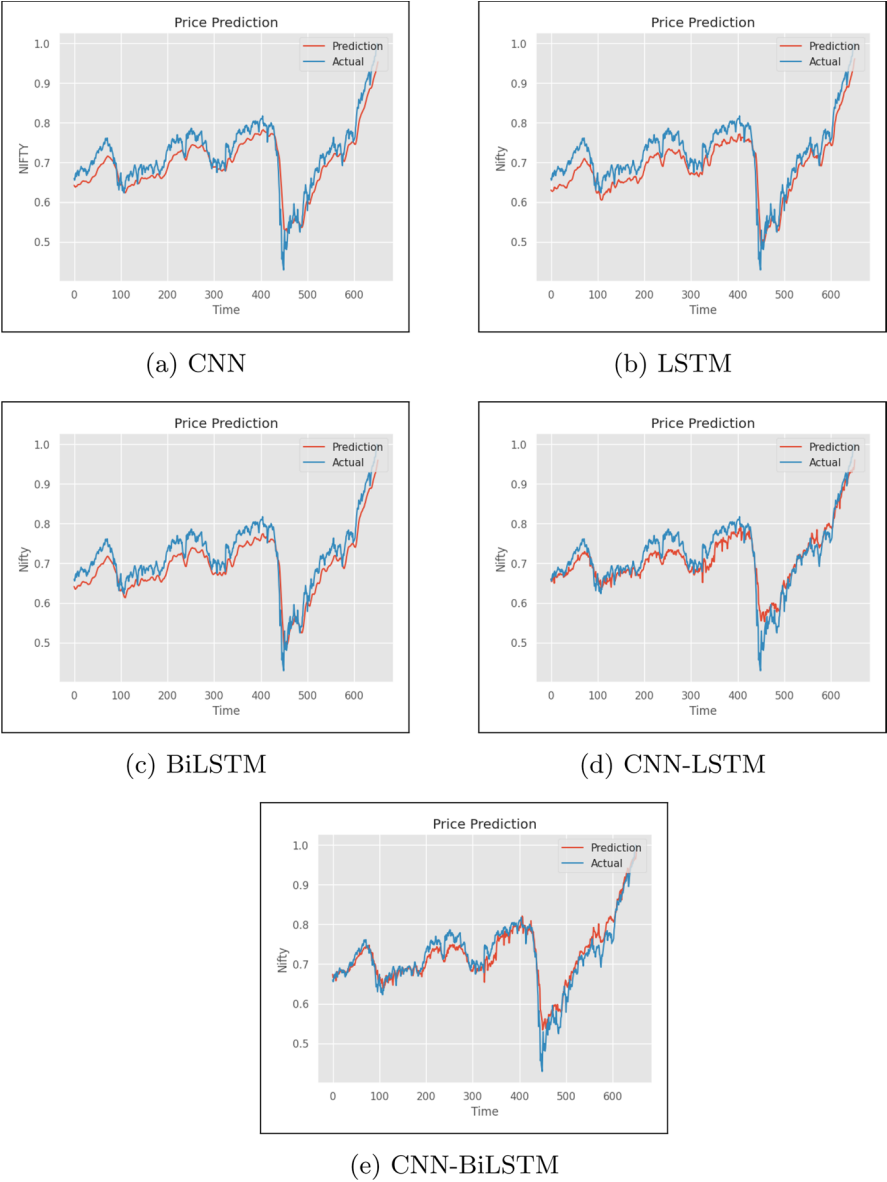 Price Prediction
Prediction
Actual
NIFTY
1.0
0.9
0.8
0.7
0.6
0.5
0 100 200 300 400 500 600
Time
(a) CNN
Price Prediction
Prediction
Actual
Nifty
1.0
0.9
0.8
0.7
0.6
0.5
0 100 200 300 400 500 600
Time
(b) LSTM
Price Prediction
Prediction
Actual
Nifty
1.0
0.9
0.8
0.7
0.6
0.5
0 100 200 300 400 500 600
Time
(c) BiLSTM
Price Prediction
Prediction
Actual
Nifty
1.0
0.9
0.8
0.7
0.6
0.5
0 100 200 300 400 500 600
Time
(d) CNN-LSTM
Price Prediction
Prediction
Actual
Nifty
1.0
0.9
0.8
0.7
0.6
0.5
0 100 200 300 400 500 600
Time
(e) CNN-BiLSTM